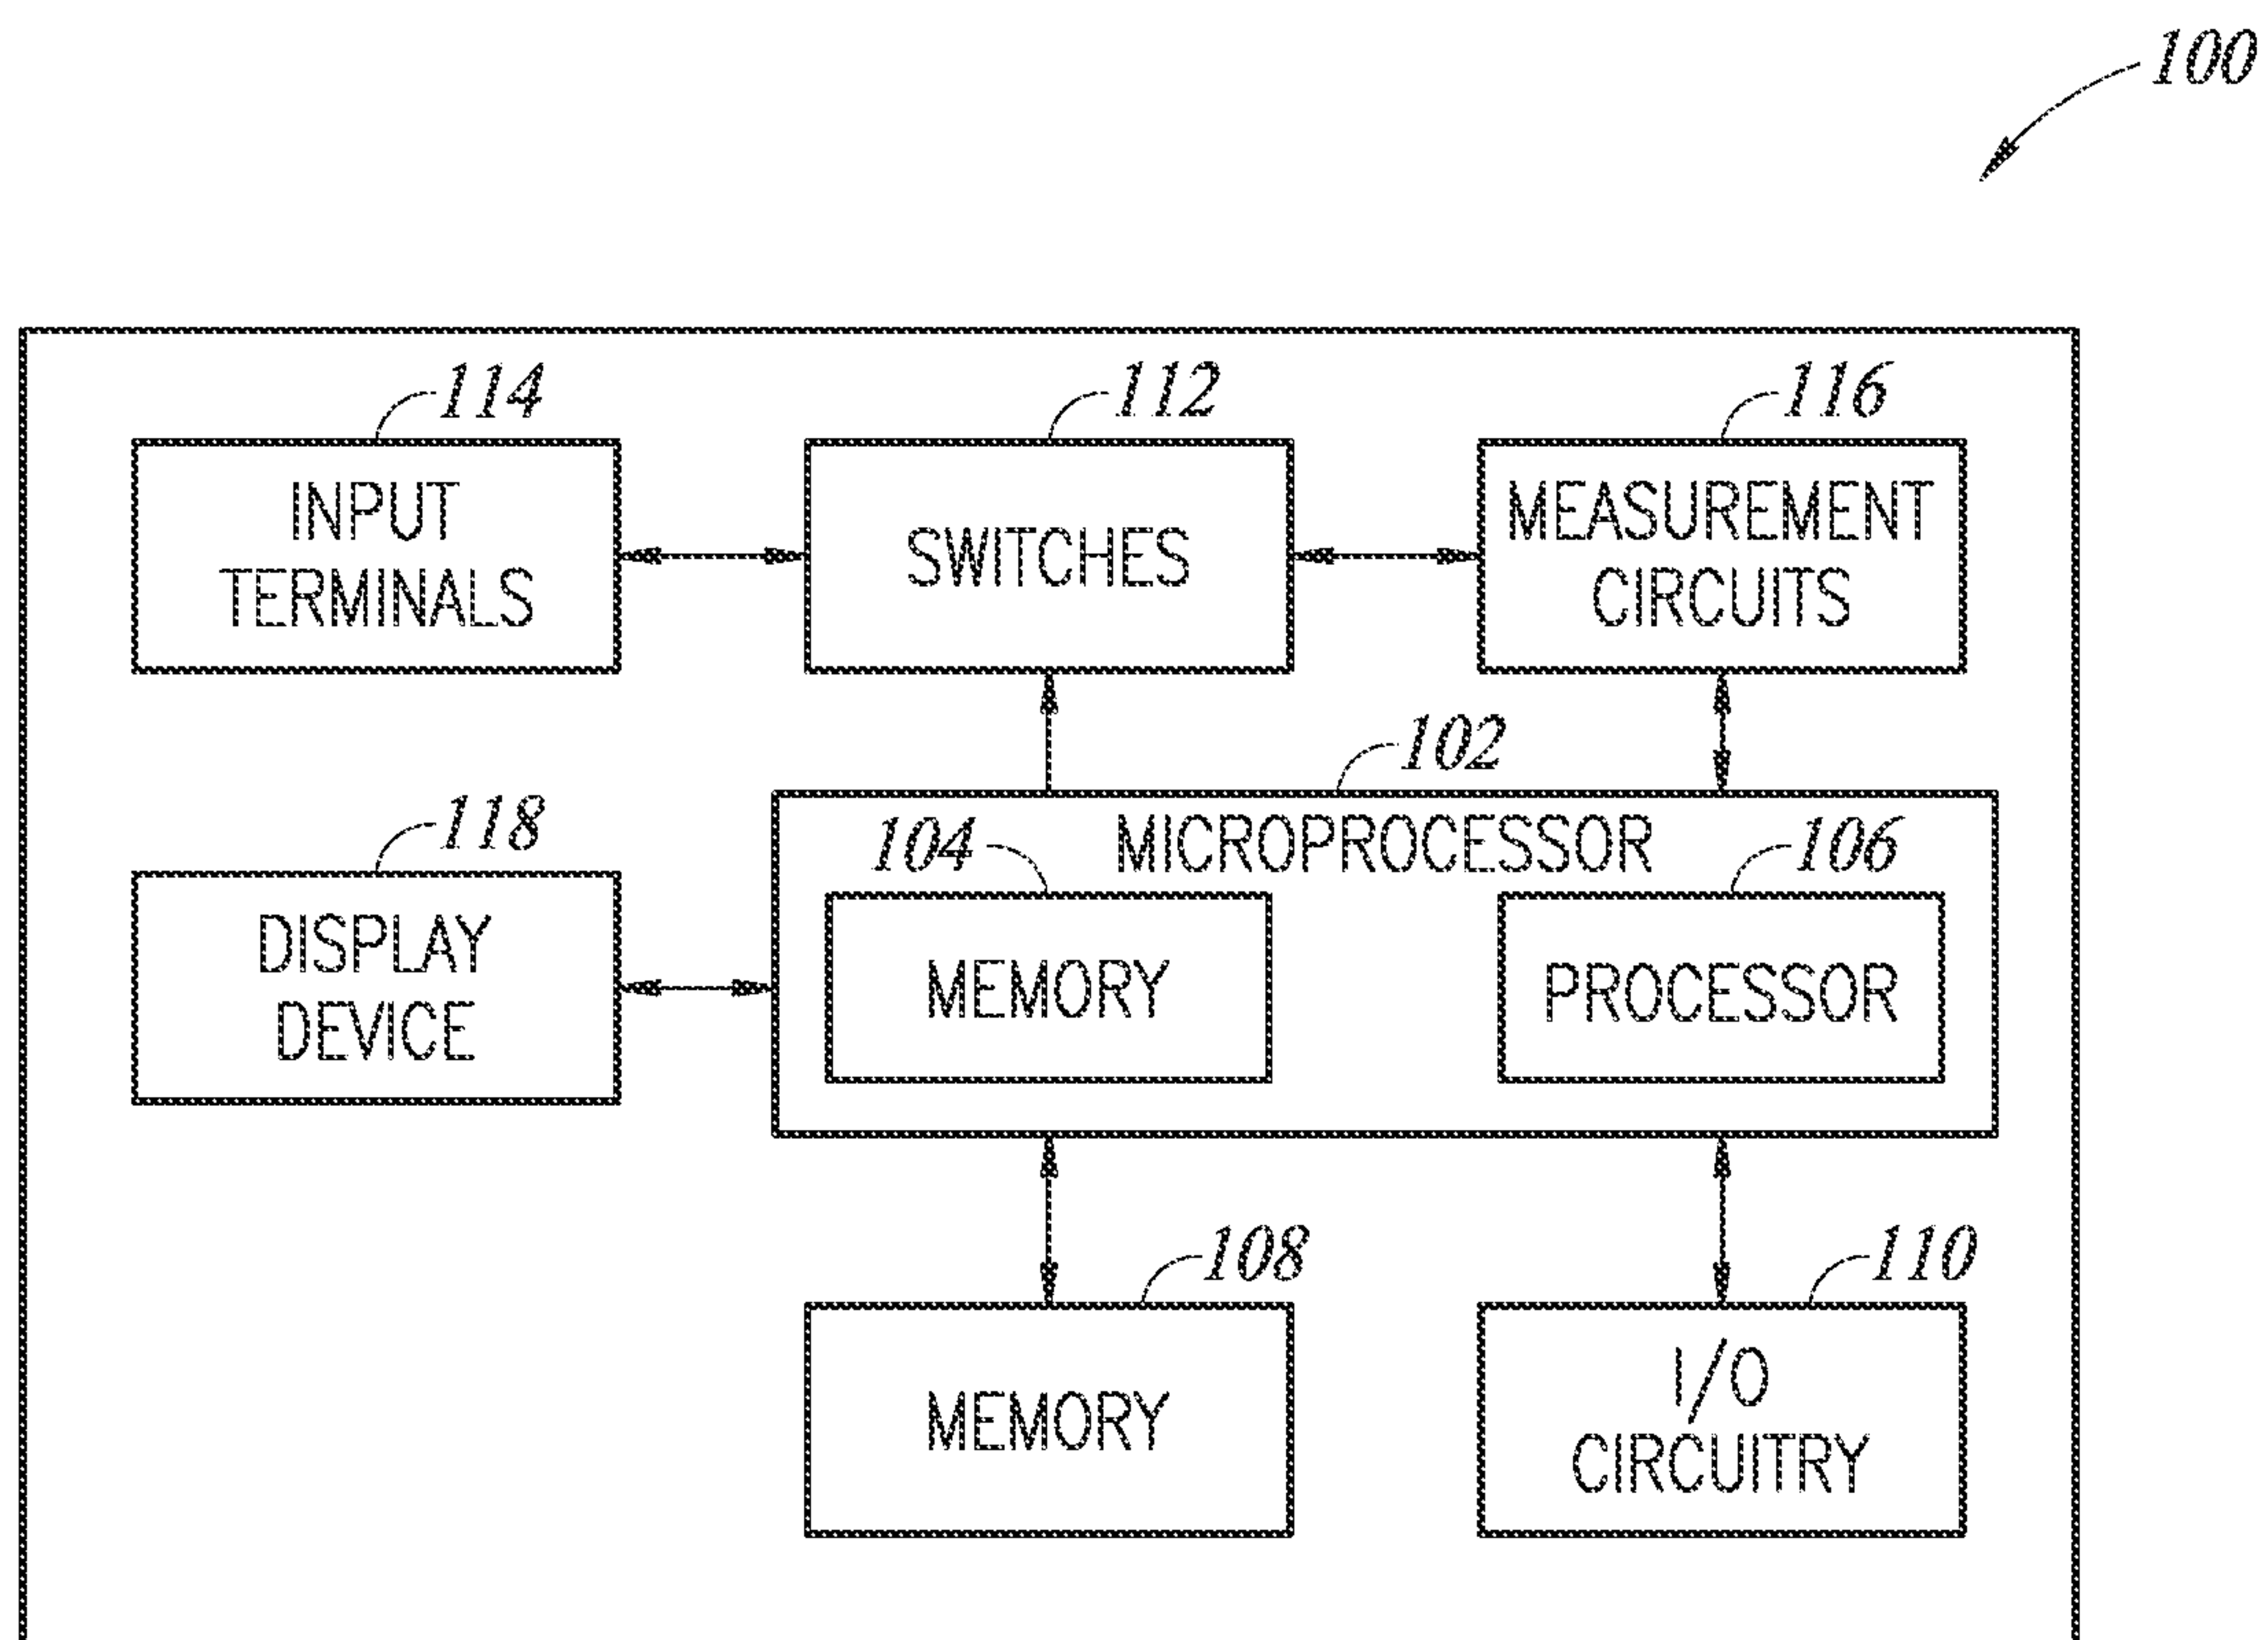 100
114
112
116
INPUT
TERMINALS
SWITCHES
MEASUREMENT
CIRCUITS
102
118
104
MICROPROCESSOR
106
DISPLAY
DEVICE
MEMORY
PROCESSOR
108
110
MEMORY
I/O
CIRCUITRY